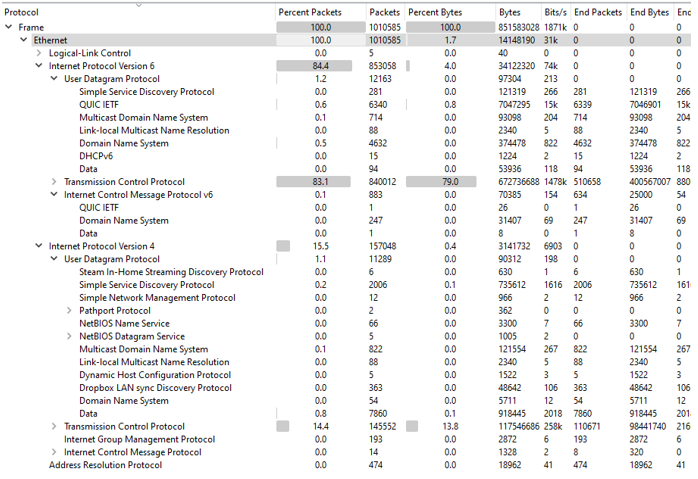 Protocol Percent Packets Packets Percent Bytes Bytes Bits/s End Packets End Bytes End
Frame 100.0 1010585 100.0 851583028 1871k 0 0 0
Ethernet 100.0 1010585 1.7 14148190 31k 0 0 0
Logical-Link Control 0.0 5 0.0 40 0 0 0 0
Internet Protocol Version 6 84.4 853058 4.0 34122320 74k 0 0 0
User Datagram Protocol 1.2 12163 0.0 97304 213 0 0 0
Simple Service Discovery Protocol 0.0 281 0.0 121319 266 281 121319 266
QUIC IETF 0.6 6340 0.8 7047295 15k 6339 7046901 15k
Multicast Domain Name System 0.1 714 0.0 93098 204 714 93098 204
Link-local Multicast Name Resolution 0.0 88 0.0 2340 5 88 2340 5
Domain Name System 0.5 4632 0.0 374478 822 4632 374478 822
DHCPv6 0.0 15 0.0 1224 2 15 1224 2
Data 0.0 94 0.0 53936 118 94 53936 118
Transmission Control Protocol 83.1 840012 79.0 672736688 1478k 510658 400567007 880
Internet Control Message Protocol v6 0.1 883 0.0 70385 154 634 25000 54
QUIC IETF 0.0 1 0.0 26 0 1 26 0
Domain Name System 0.0 247 0.0 31407 69 247 31407 69
Data 0.0 1 0.0 8 0 1 8 0
Internet Protocol Version 4 15.5 157048 0.4 3141732 6903 0 0 0
User Datagram Protocol 1.1 11289 0.0 90312 198 0 0 0
Steam In-Home Streaming Discovery Protocol 0.0 6 0.0 630 1 6 630 1
Simple Service Discovery Protocol 0.2 2006 0.1 735612 1616 2006 735612 161
Simple Network Management Protocol 0.0 12 0.0 966 2 12 966 2
Pathport Protocol 0.0 2 0.0 362 0 0 0 0
NetBIOS Name Service 0.0 66 0.0 3300 7 66 3300 7
NetBIOS Datagram Service 0.0 5 0.0 1005 2 0 0 0
Multicast Domain Name System 0.1 822 0.0 121554 267 822 121554 267
Link-local Multicast Name Resolution 0.0 88 0.0 2340 5 88 2340 5
Dynamic Host Configuration Protocol 0.0 5 0.0 1522 3 5 1522 3
Dropbox LAN sync Discovery Protocol 0.0 363 0.0 48642 106 363 48642 106
Domain Name System 0.0 54 0.0 5711 12 54 5711 12
Data 0.8 7860 0.1 918445 2018 7860 918445 201
Transmission Control Protocol 14.4 145552 13.8 117546686 258k 110671 98441740 216
Internet Group Management Protocol 0.0 193 0.0 2872 6 193 2872 6
Internet Control Message Protocol 0.0 14 0.0 1328 2 8 320 0
Address Resolution Protocol 0.0 474 0.0 18962 41 474 18962 41